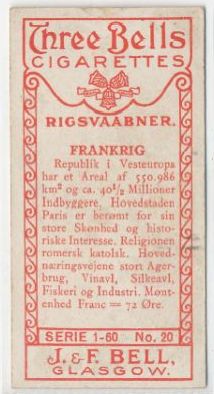 Three Bells
CIGARETTES
RIGSVAABNER.
FRANKRIG
Republik i Vesteuropa
har et Areal af 550.986
km² og ca. 40½ Millioner
Indbyggere, Hovedstaden
Paris er berømt for sin
store Skønhed og histo-
riske Interesse. Religionen
romersk katolsk. Hoved-
næringsvejene stort Ager-
brug, Vinavl, Silkeavl,
Fiskeri og Industri. Mønt-
enhed Franc = 72 Øre.
SERIE 1-60 No. 20
J. & F. BELL,
GLASGOW.